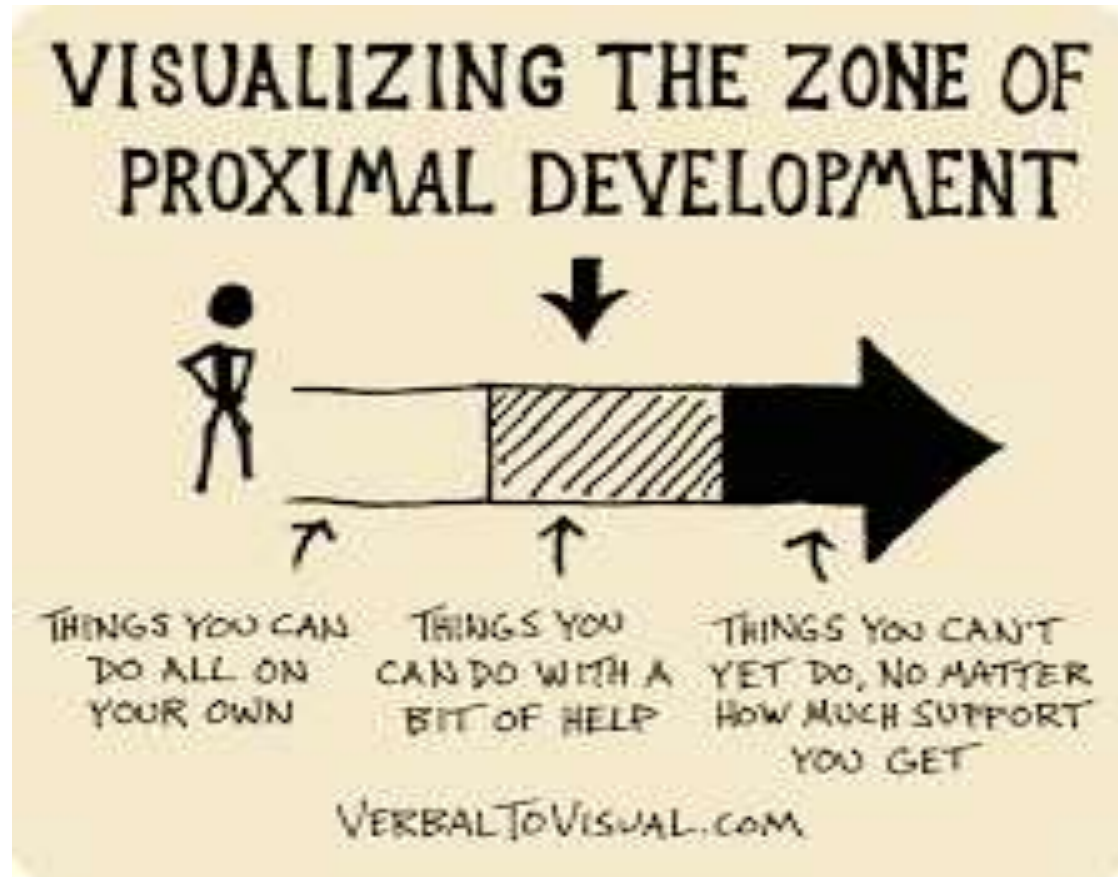 VISUALIZING THE ZONE OF
PROXIMAL DEVELOPMENT
THINGS YOU CAN
DO ALL ON
YOUR OWN
THINGS YOU
CAN DO WITH A
BIT OF HELP
THINGS YOU CAN'T
YET DO, NO MATTER
HOW MUCH SUPPORT
YOU GET
VERBALTOVISUAL.COM